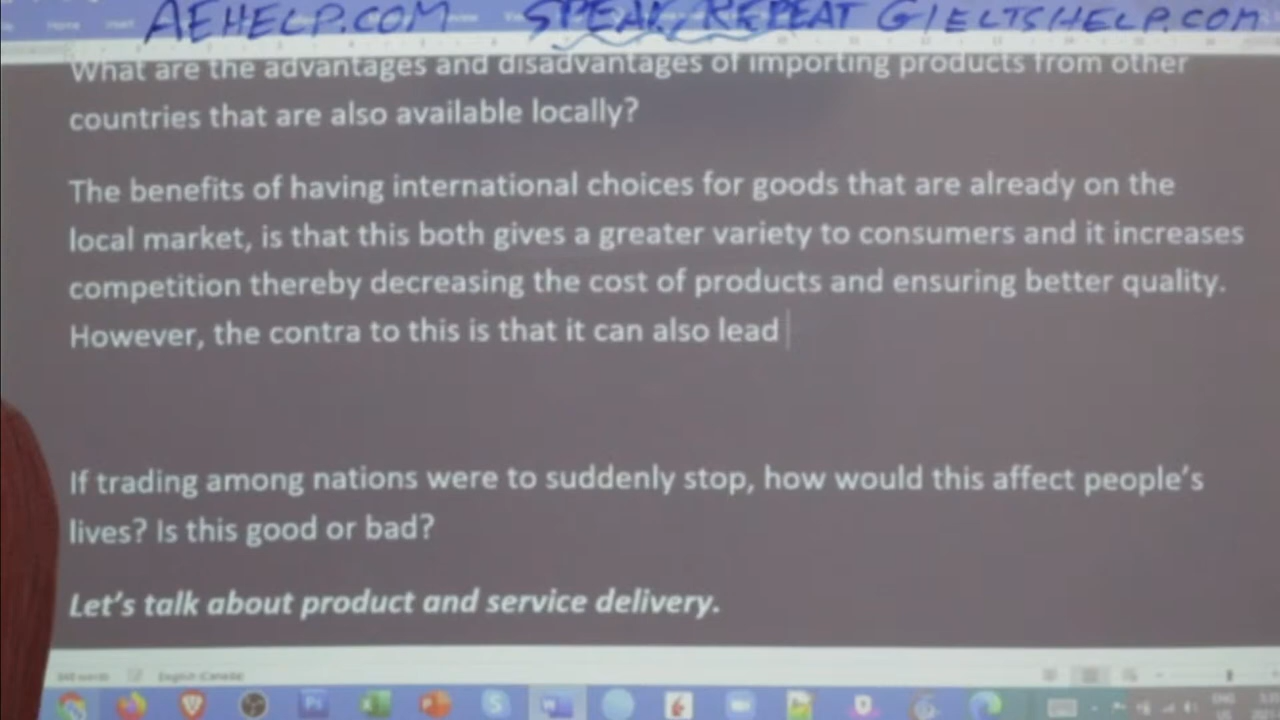 AEHELP.COM SPEAK, REPEAT GIELTSHELP.COM
What are the advantages and disadvantages of importing products from other
countries that are also available locally?
The benefits of having international choices for goods that are already on the
local market, is that this both gives a greater variety to consumers and it increases
competition thereby decreasing the cost of products and ensuring better quality.
However, the contra to this is that it can also lead
If trading among nations were to suddenly stop, how would this affect people's
lives? Is this good or bad?
Let's talk about product and service delivery.
English (Canada)